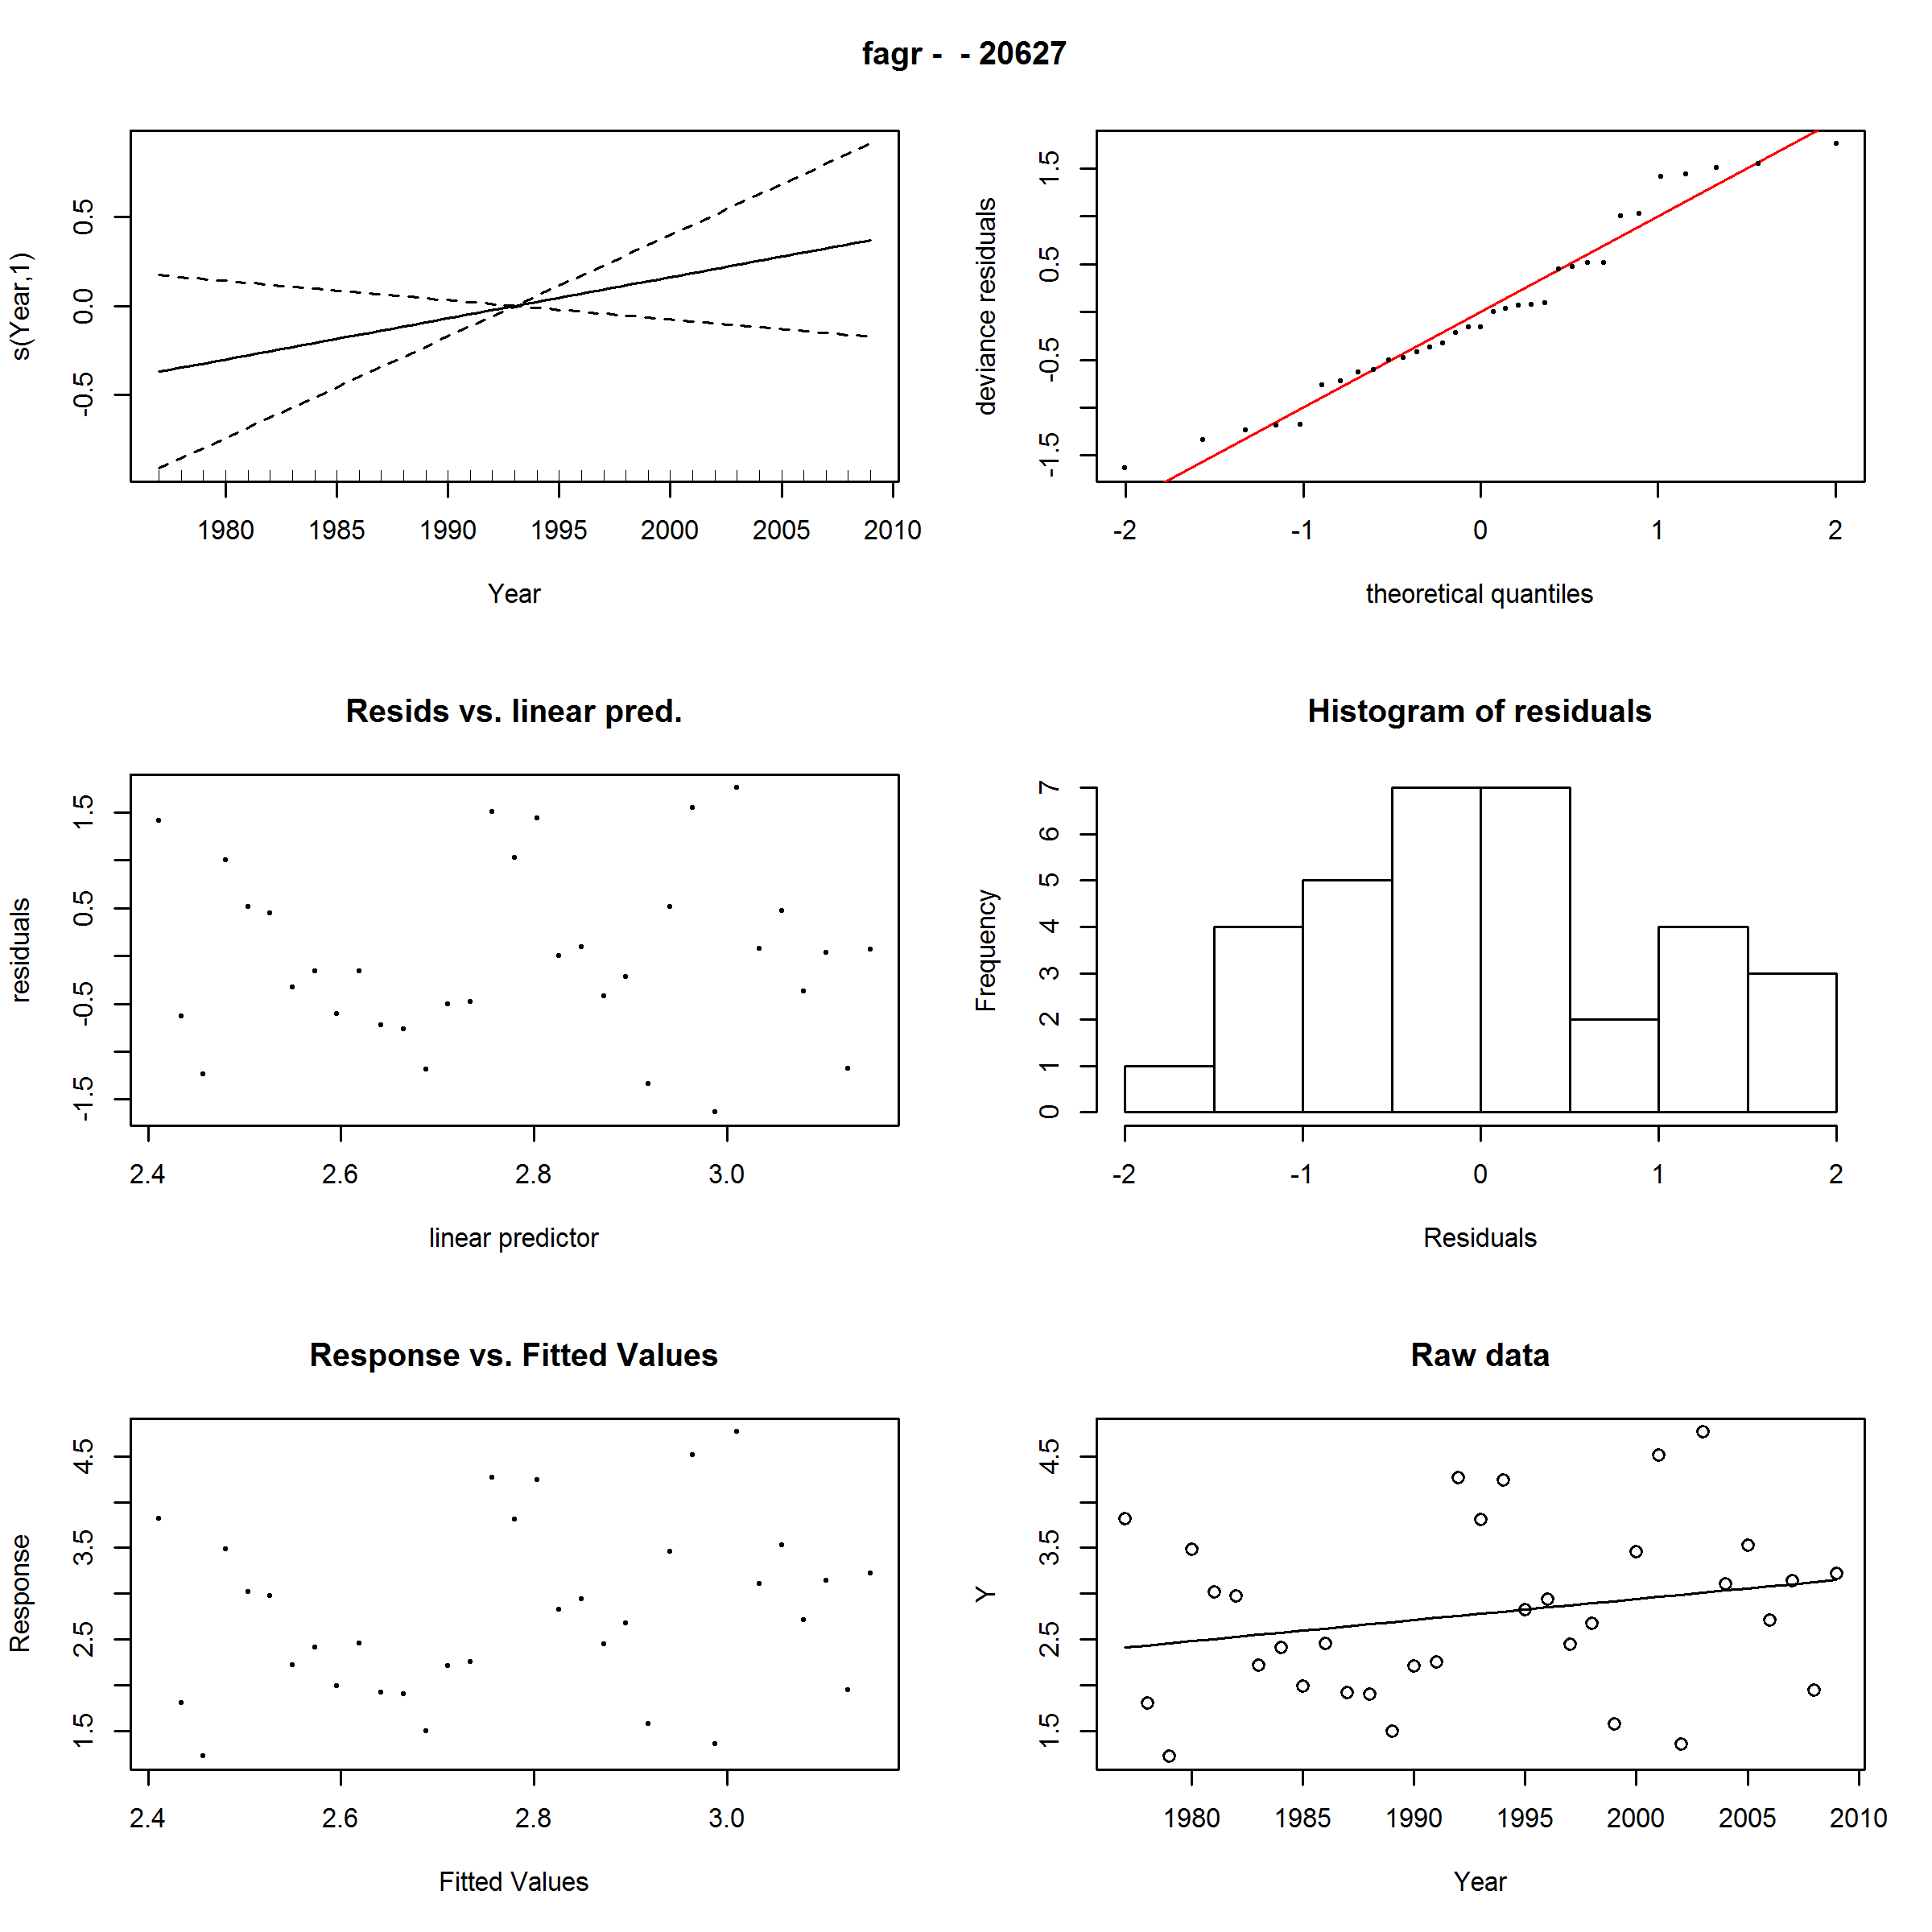 fagr -  - 20627
s(Year,1)
0.5
0.0
-0.5
1980 1985 1990 1995 2000 2005 2010
Year
deviance residuals
1.5
0.5
-0.5
-1.5
-2 -1 0 1 2
theoretical quantiles
Resids vs. linear pred.
residuals
1.5
0.5
-0.5
-1.5
2.4 2.6 2.8 3.0
linear predictor
Histogram of residuals
Frequency
7
6
5
4
3
2
1
0
-2 -1 0 1 2
Residuals
Response vs. Fitted Values
Response
4.5
3.5
2.5
1.5
2.4 2.6 2.8 3.0
Fitted Values
Raw data
Y
4.5
3.5
2.5
1.5
1980 1985 1990 1995 2000 2005 2010
Year